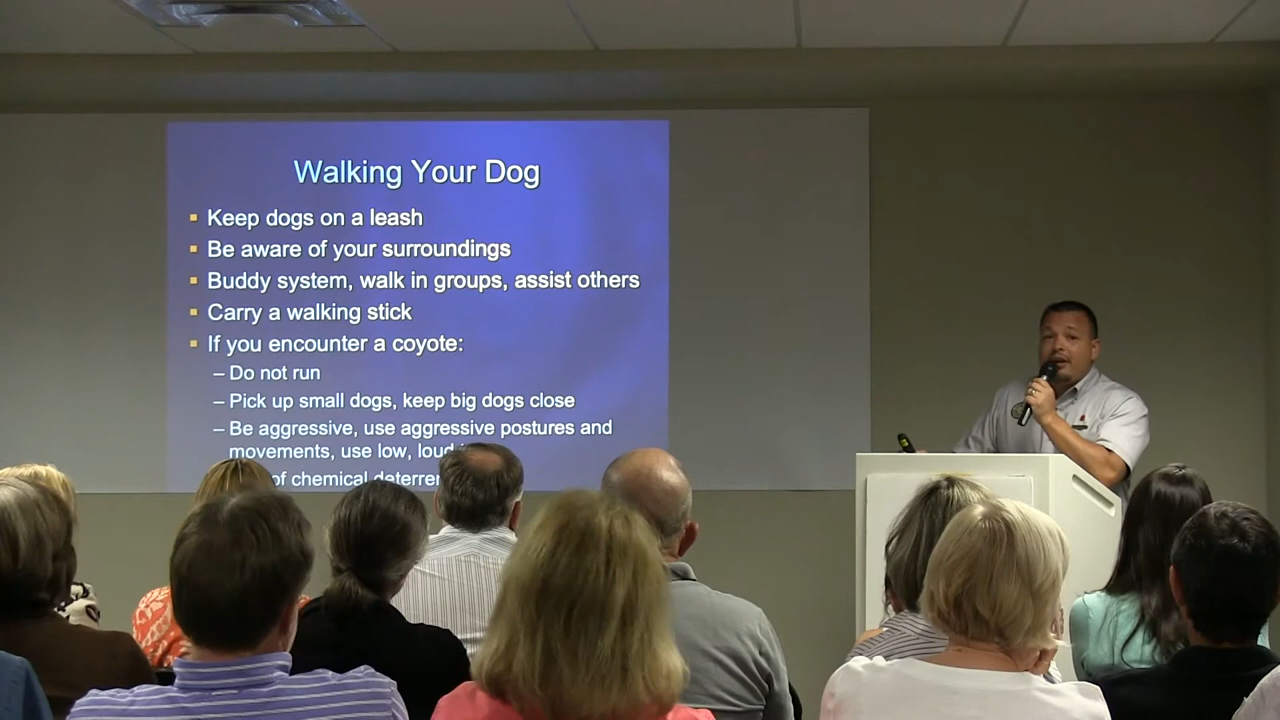 Walking Your Dog
▪ Keep dogs on a leash
▪ Be aware of your surroundings
▪ Buddy system, walk in groups, assist others
▪ Carry a walking stick
▪ If you encounter a coyote:
– Do not run
– Pick up small dogs, keep big dogs close
– Be aggressive, use aggressive postures and
movements, use low, loud
of chemical